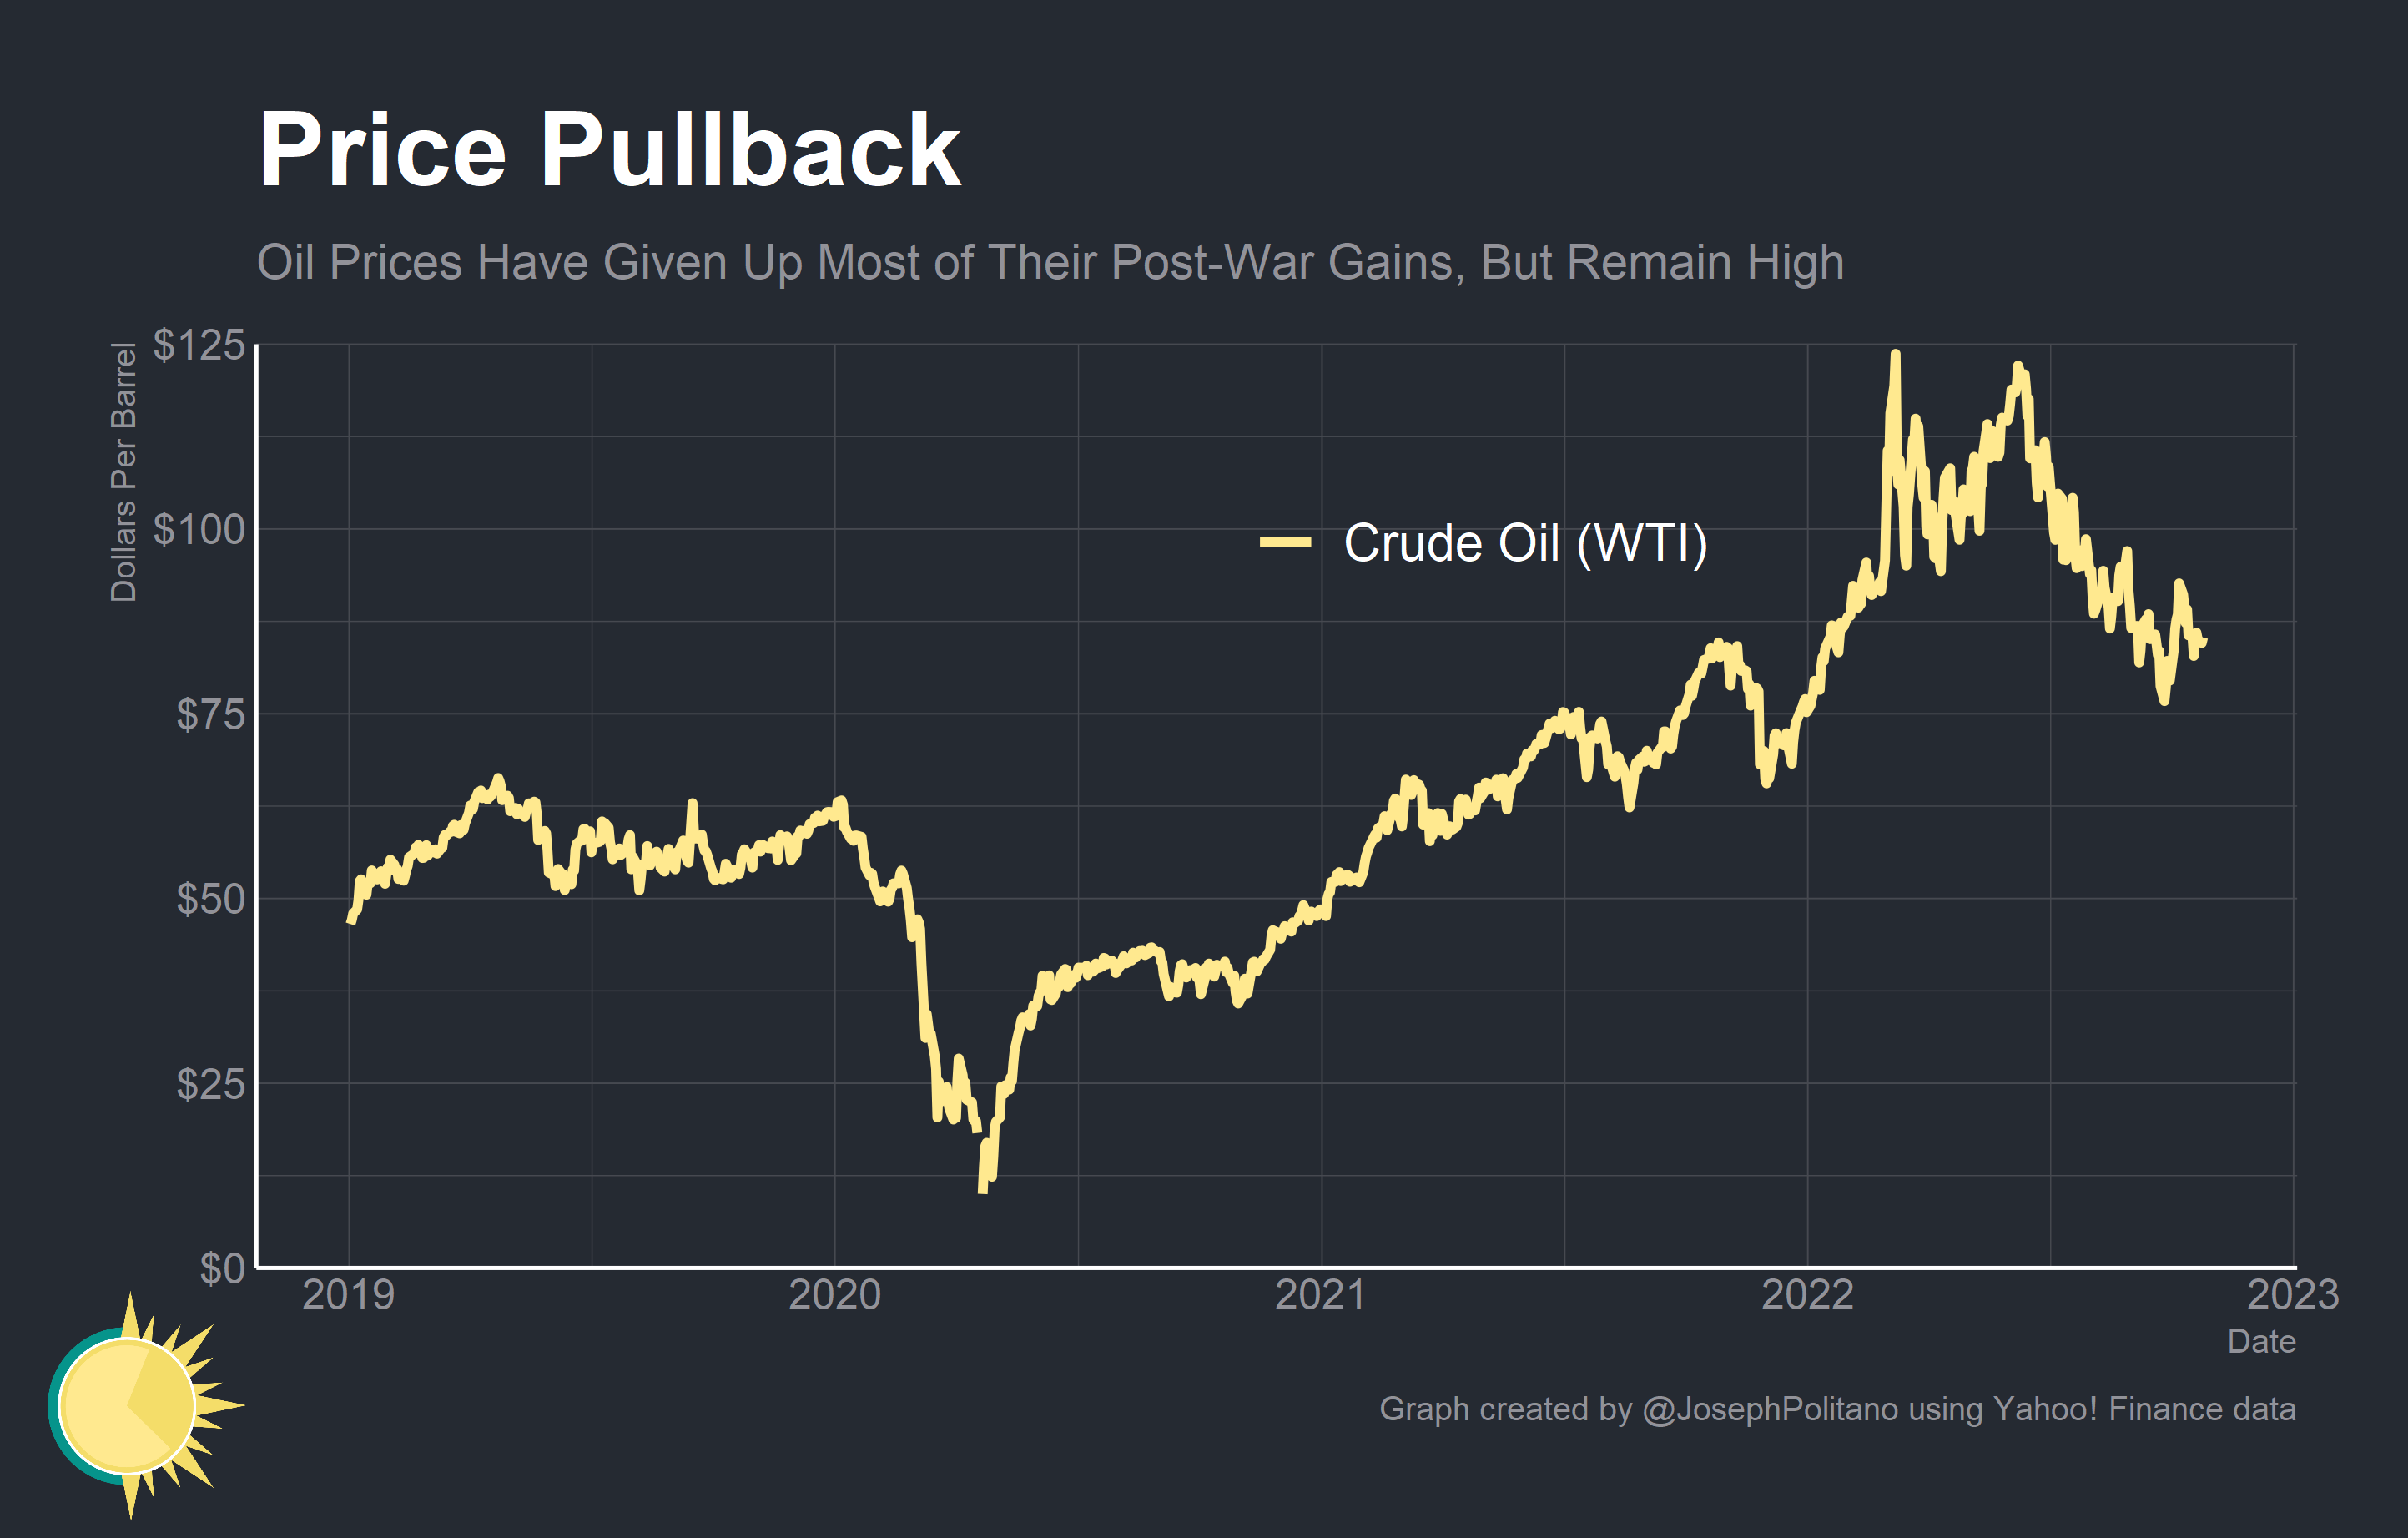 Price Pullback
Oil Prices Have Given Up Most of Their Post-War Gains, But Remain High
Dollars Per Barrel
$125
$100
$75
$50
$25
$0
Crude Oil (WTI)
2019
2020
2021
2022
2023
Date
Graph created by @JosephPolitano using Yahoo! Finance data